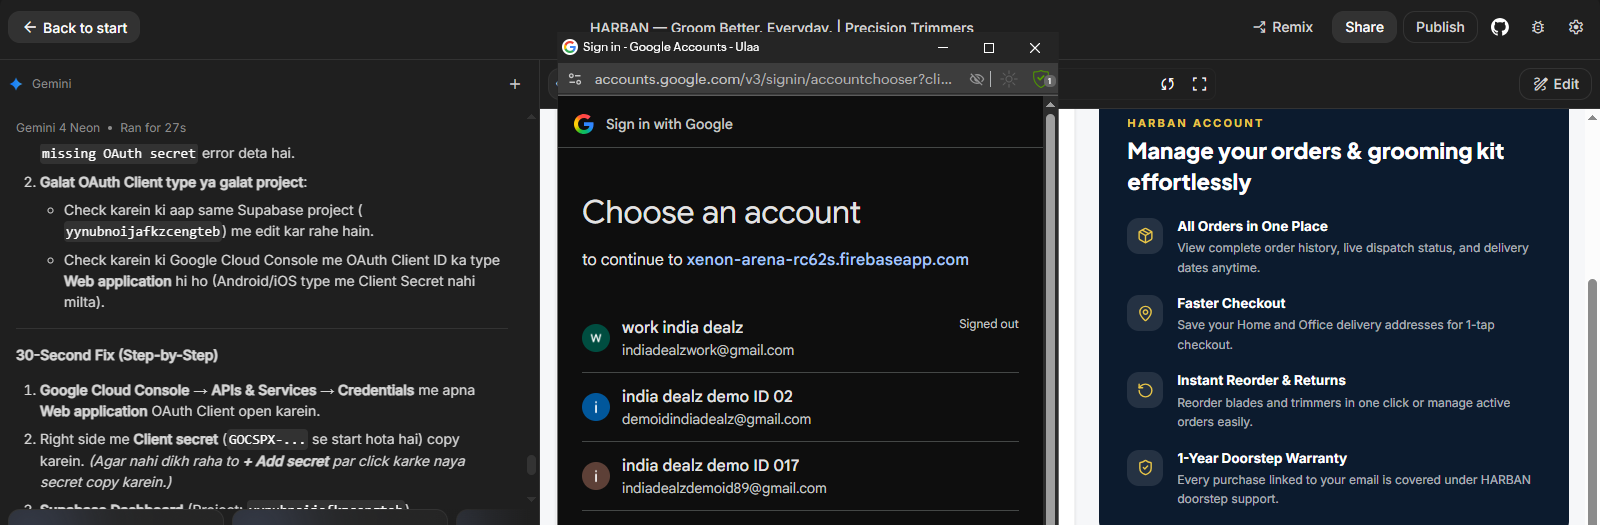 Back to start
HARBAN — Groom Better. Everyday. | Precision Trimmers
Remix
Share
Publish
Gemini
Edit
Gemini 4 Neon • Ran for 27s
missing OAuth secret error deta hai.
2. Galat OAuth Client type ya galat project:
Check karein ki aap same Supabase project (
yynubnoijafkzcengteb) me edit kar rahe hain.
Check karein ki Google Cloud Console me OAuth Client ID ka type
Web application hi ho (Android/iOS type me Client Secret nahi
milta).
30-Second Fix (Step-by-Step)
1. Google Cloud Console → APIs & Services → Credentials me apna
Web application OAuth Client open karein.
2. Right side me Client secret (GOCSPX-... se start hota hai) copy
karein. (Agar nahi dikh raha to + Add secret par click karke naya
secret copy karein.)
3. Supabase Dashboard (Project: yynubnoijafkzcengteb)
Sign in - Google Accounts - Ulaa
accounts.google.com/v3/signin/accountchooser?cli...
1
Sign in with Google
Choose an account
to continue to xenon-arena-rc62s.firebaseapp.com
w
work india dealz
Signed out
indiadealzwork@gmail.com
i
india dealz demo ID 02
demoidindiadealz@gmail.com
i
india dealz demo ID 017
indiadealzdemoid89@gmail.com
HARBAN ACCOUNT
Manage your orders & grooming kit
effortlessly
All Orders in One Place
View complete order history, live dispatch status, and delivery
dates anytime.
Faster Checkout
Save your Home and Office delivery addresses for 1-tap
checkout.
Instant Reorder & Returns
Reorder blades and trimmers in one click or manage active
orders easily.
1-Year Doorstep Warranty
Every purchase linked to your email is covered under HARBAN
doorstep support.